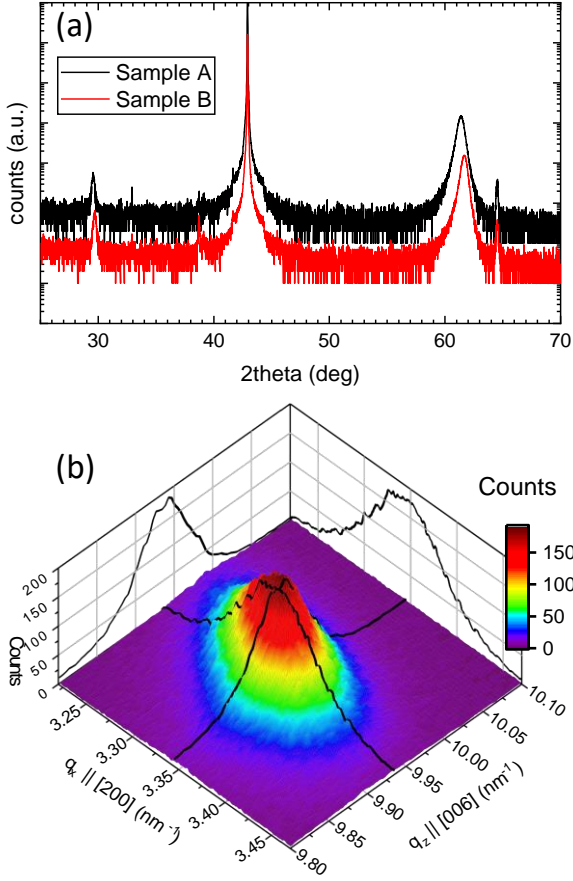 (a)
Sample A
Sample B
counts (a.u.)
30
40
50
60
70
2theta (deg)
(b)
Counts
150
100
50
0
200
150
100
50
0
Counts
3.25
3.30
3.35
3.40
3.45
qₓ || [200] (nm⁻¹)
10.10
10.05
10.00
9.95
9.90
9.85
9.80
q_z || [006] (nm⁻¹)